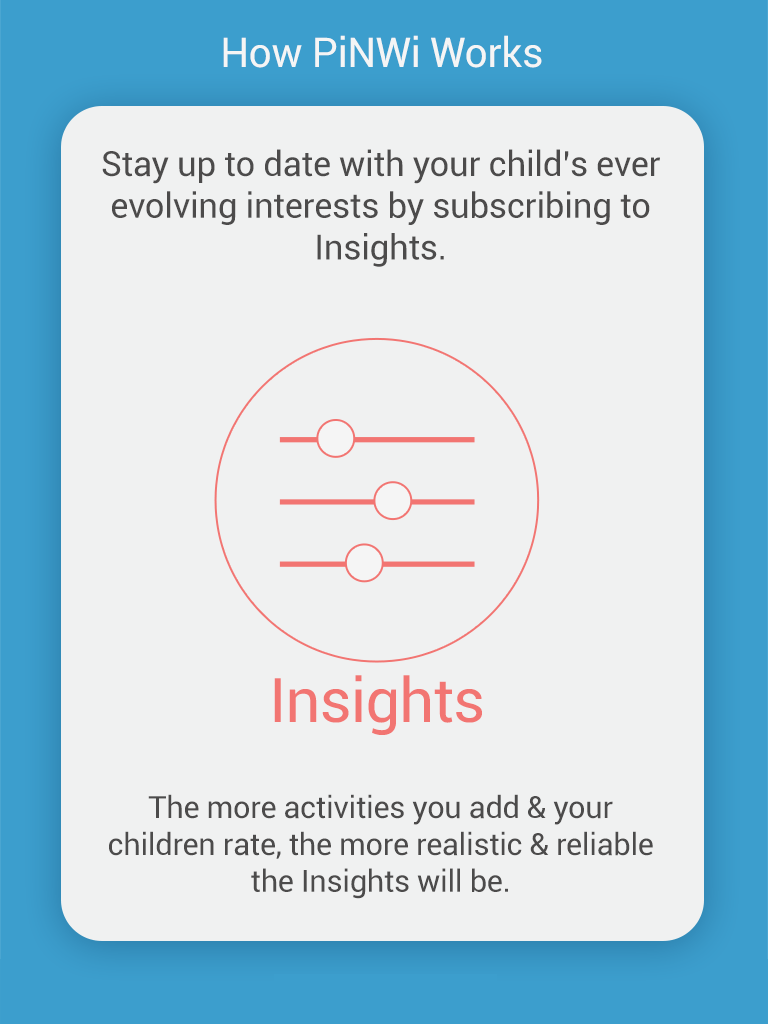 How PiNWi Works
Stay up to date with your child's ever
evolving interests by subscribing to
Insights.
Insights
The more activities you add & your
children rate, the more realistic & reliable
the Insights will be.